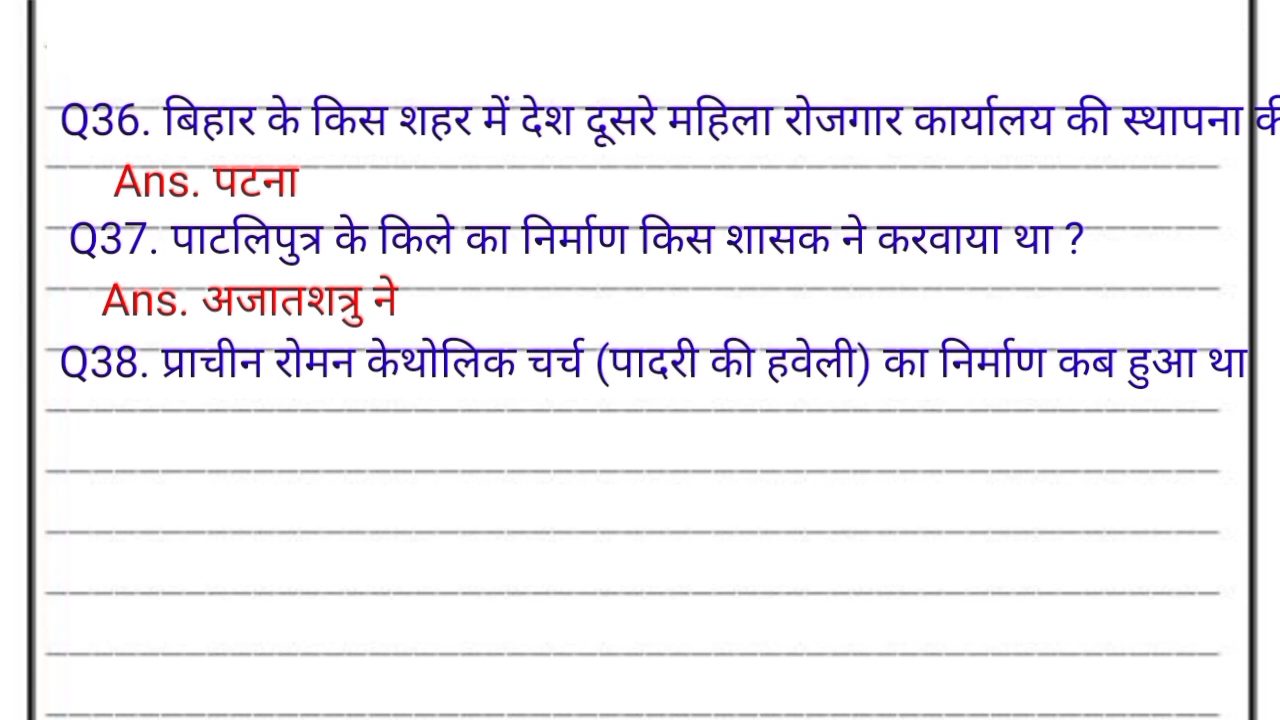 Q36. बिहार के किस शहर में देश दूसरे महिला रोजगार कार्यालय की स्थापना की
Ans. पटना
Q37. पाटलिपुत्र के किले का निर्माण किस शासक ने करवाया था ?
Ans. अजातशत्रु ने
Q38. प्राचीन रोमन केथोलिक चर्च (पादरी की हवेली) का निर्माण कब हुआ था